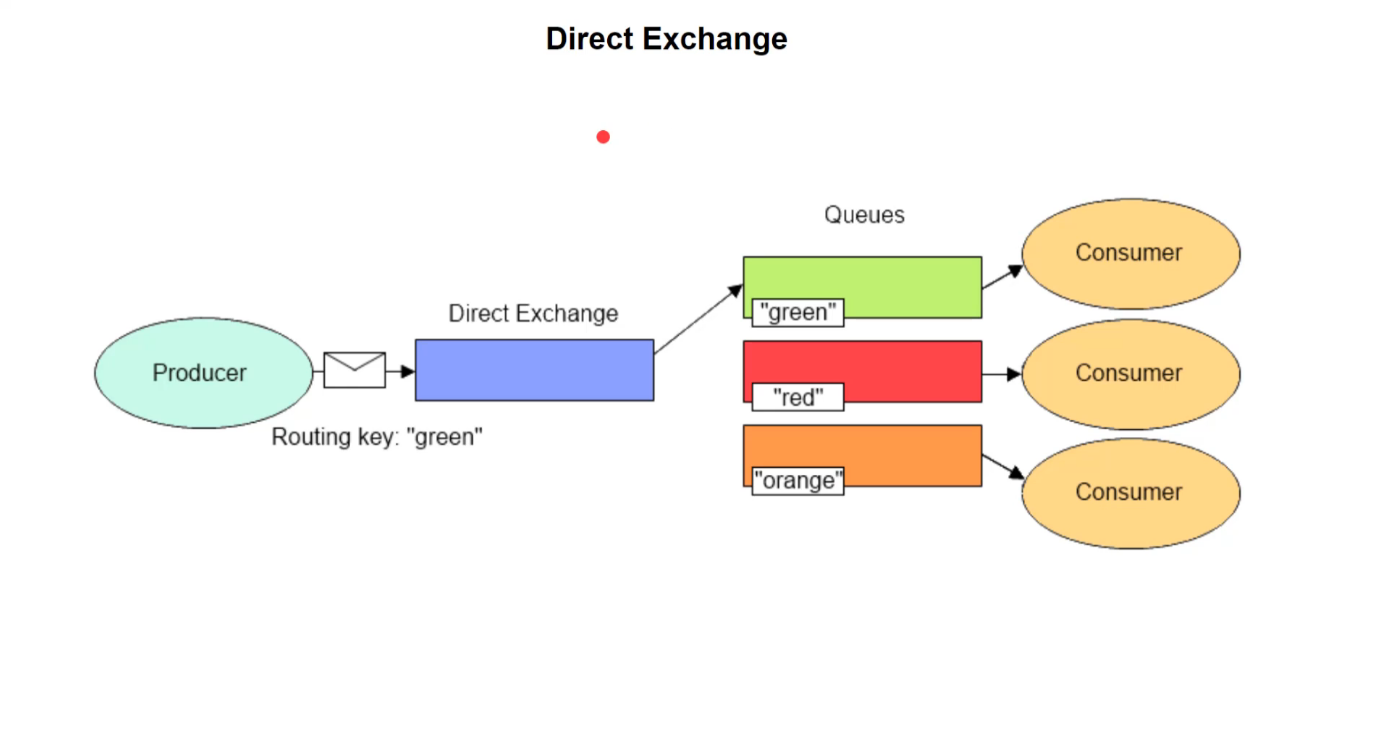 Direct Exchange
Queues
Consumer
"green"
Direct Exchange
Producer
Routing key: "green"
"red"
Consumer
"orange"
Consumer